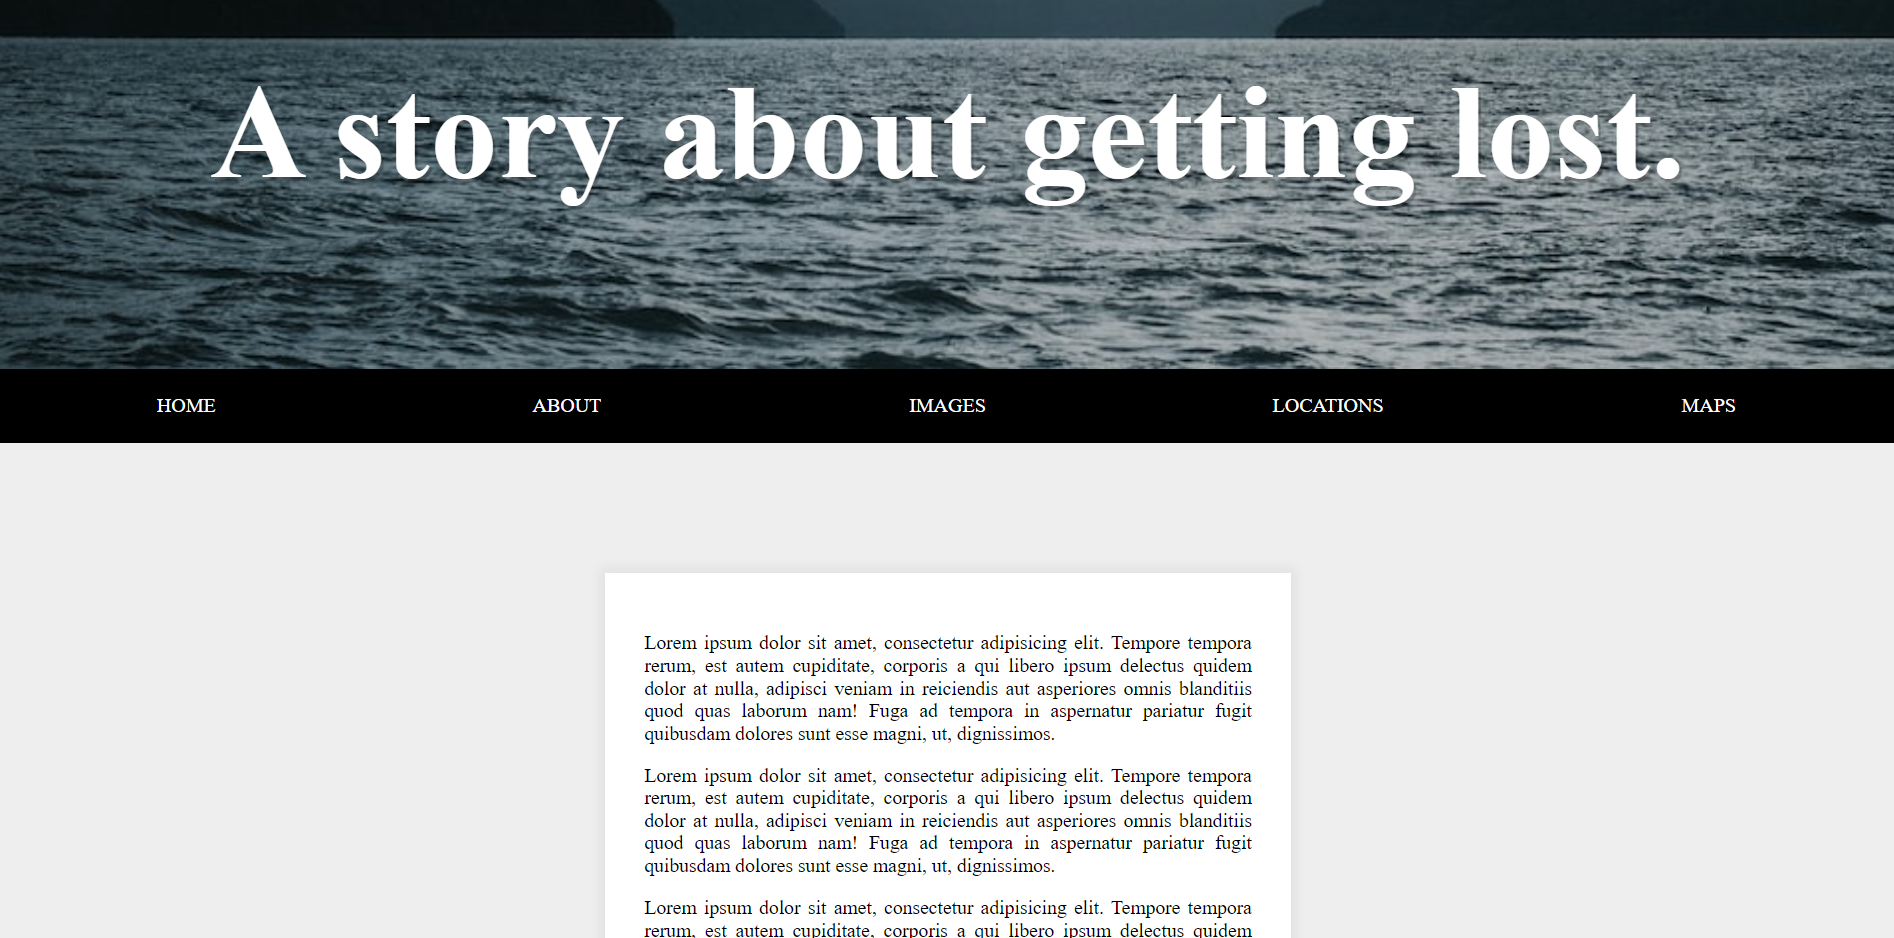 A story about getting lost.
HOME ABOUT IMAGES LOCATIONS MAPS
Lorem ipsum dolor sit amet, consectetur adipisicing elit. Tempore tempora
rerum, est autem cupiditate, corporis a qui libero ipsum delectus quidem
dolor at nulla, adipisci veniam in reiciendis aut asperiores omnis blanditiis
quod quas laborum nam! Fuga ad tempora in aspernatur pariatur fugit
quibusdam dolores sunt esse magni, ut, dignissimos.
Lorem ipsum dolor sit amet, consectetur adipisicing elit. Tempore tempora
rerum, est autem cupiditate, corporis a qui libero ipsum delectus quidem
dolor at nulla, adipisci veniam in reiciendis aut asperiores omnis blanditiis
quod quas laborum nam! Fuga ad tempora in aspernatur pariatur fugit
quibusdam dolores sunt esse magni, ut, dignissimos.
Lorem ipsum dolor sit amet, consectetur adipisicing elit. Tempore tempora
rerum, est autem cupiditate, corporis a qui libero ipsum delectus quidem